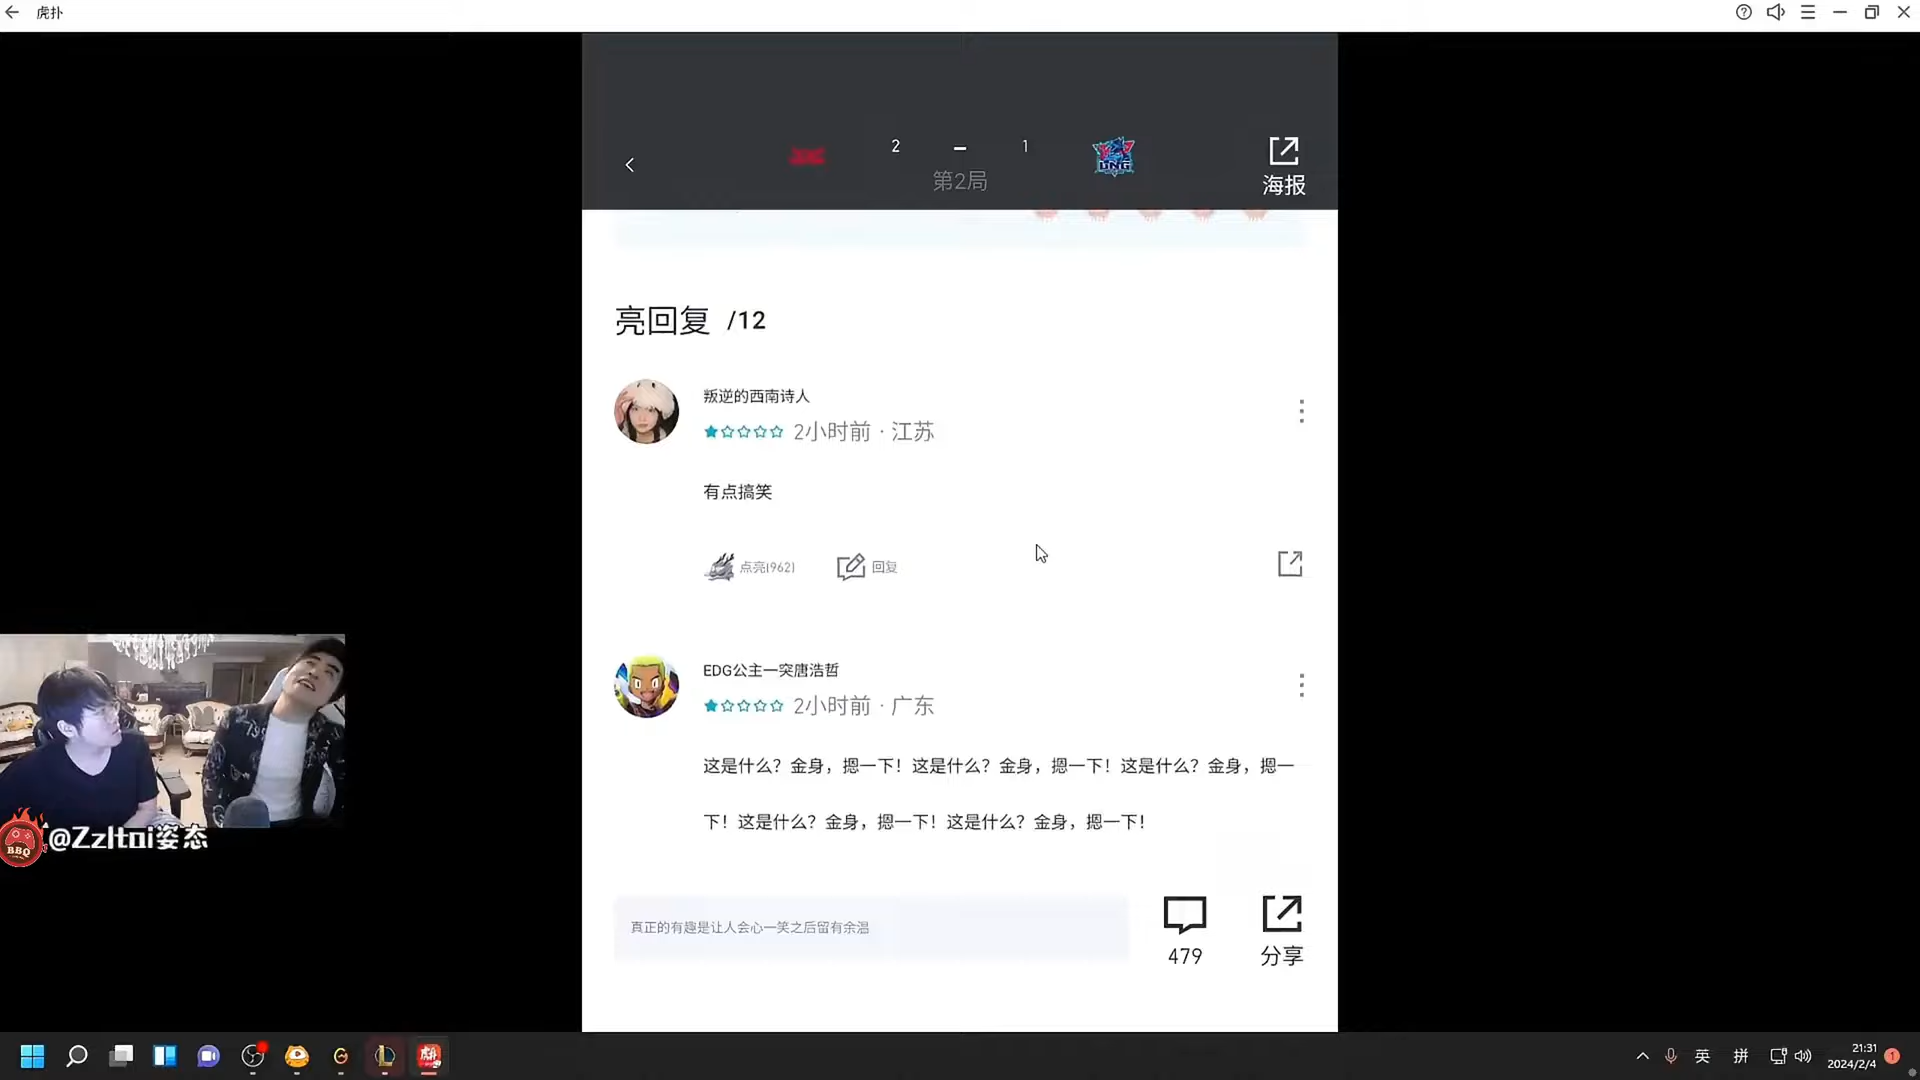 虎扑
2 – 1
第2局
海报
UNG
亮回复 /12
叛逆的西南诗人
2小时前 · 江苏
有点搞笑
点亮(962) 回复
EDG公主一突唐浩哲
2小时前 · 广东
这是什么？金身，摁一下！这是什么？金身，摁一下！这是什么？金身，摁一
下！这是什么？金身，摁一下！这是什么？金身，摁一下！
BBQ
@Zzltai姿态
真正的有趣是让人会心一笑之后留有余温
479
分享
虎扑
英
拼
21:31
2024/2/4
1